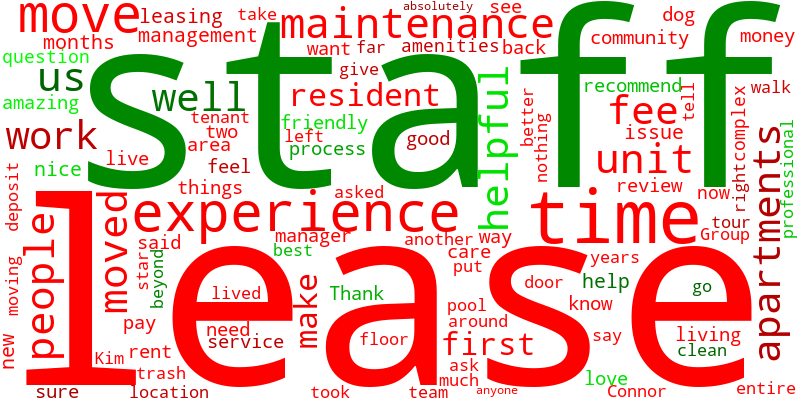 move
leasing
take
absolutely
see
dog
management
maintenance
months
want
far
amenities
back
community
money
question
us
staff
give
well
resident
recommend
walk
amazing
tenant
friendly
helpful
better
fee
tell
work
two
left
good
nothing
issue
complex
area
process
unit
right
nice
live
feel
apartments
professional
things
asked
review
now
deposit
people
moved
experience
time
tour
said
manager
another
way
Group
star
beyond
best
care
years
put
lease
moving
lived
Thank
make
door
help
go
pool
know
pay
need
around
new
service
floor
first
say
living
Kim
rent
clean
trash
ask
much
love
sure
location
took
team
anyone
Connor
entire